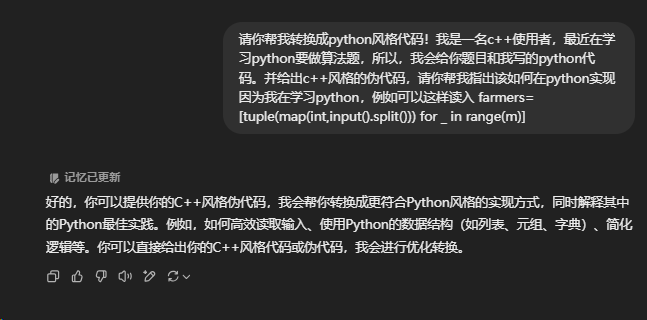 请你帮我转换成python风格代码！我是一名c++使用者，最近在学
习python要做算法题，所以，我会给你题目和我写的python代
码。并给出c++风格的伪代码，请你帮我指出该如何在python实现
因为我在学习python，例如可以这样读入 farmers=
[tuple(map(int,input().split())) for _ in range(m)]
记忆已更新
好的，你可以提供你的C++风格伪代码，我会帮你转换成更符合Python风格的实现方式，同时解释其中
的Python最佳实践。例如，如何高效读取输入、使用Python的数据结构（如列表、元组、字典）、简化
逻辑等。你可以直接给出你的C++风格代码或伪代码，我会进行优化转换。